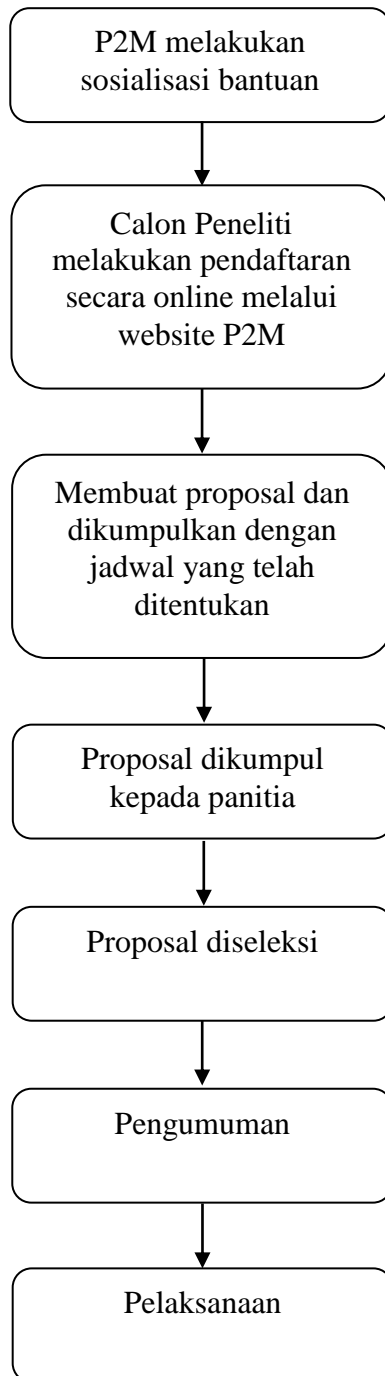 P2M melakukan
sosialisasi bantuan
Calon Peneliti
melakukan pendaftaran
secara online melalui
website P2M
Membuat proposal dan
dikumpulkan dengan
jadwal yang telah
ditentukan
Proposal dikumpul
kepada panitia
Proposal diseleksi
Pengumuman
Pelaksanaan